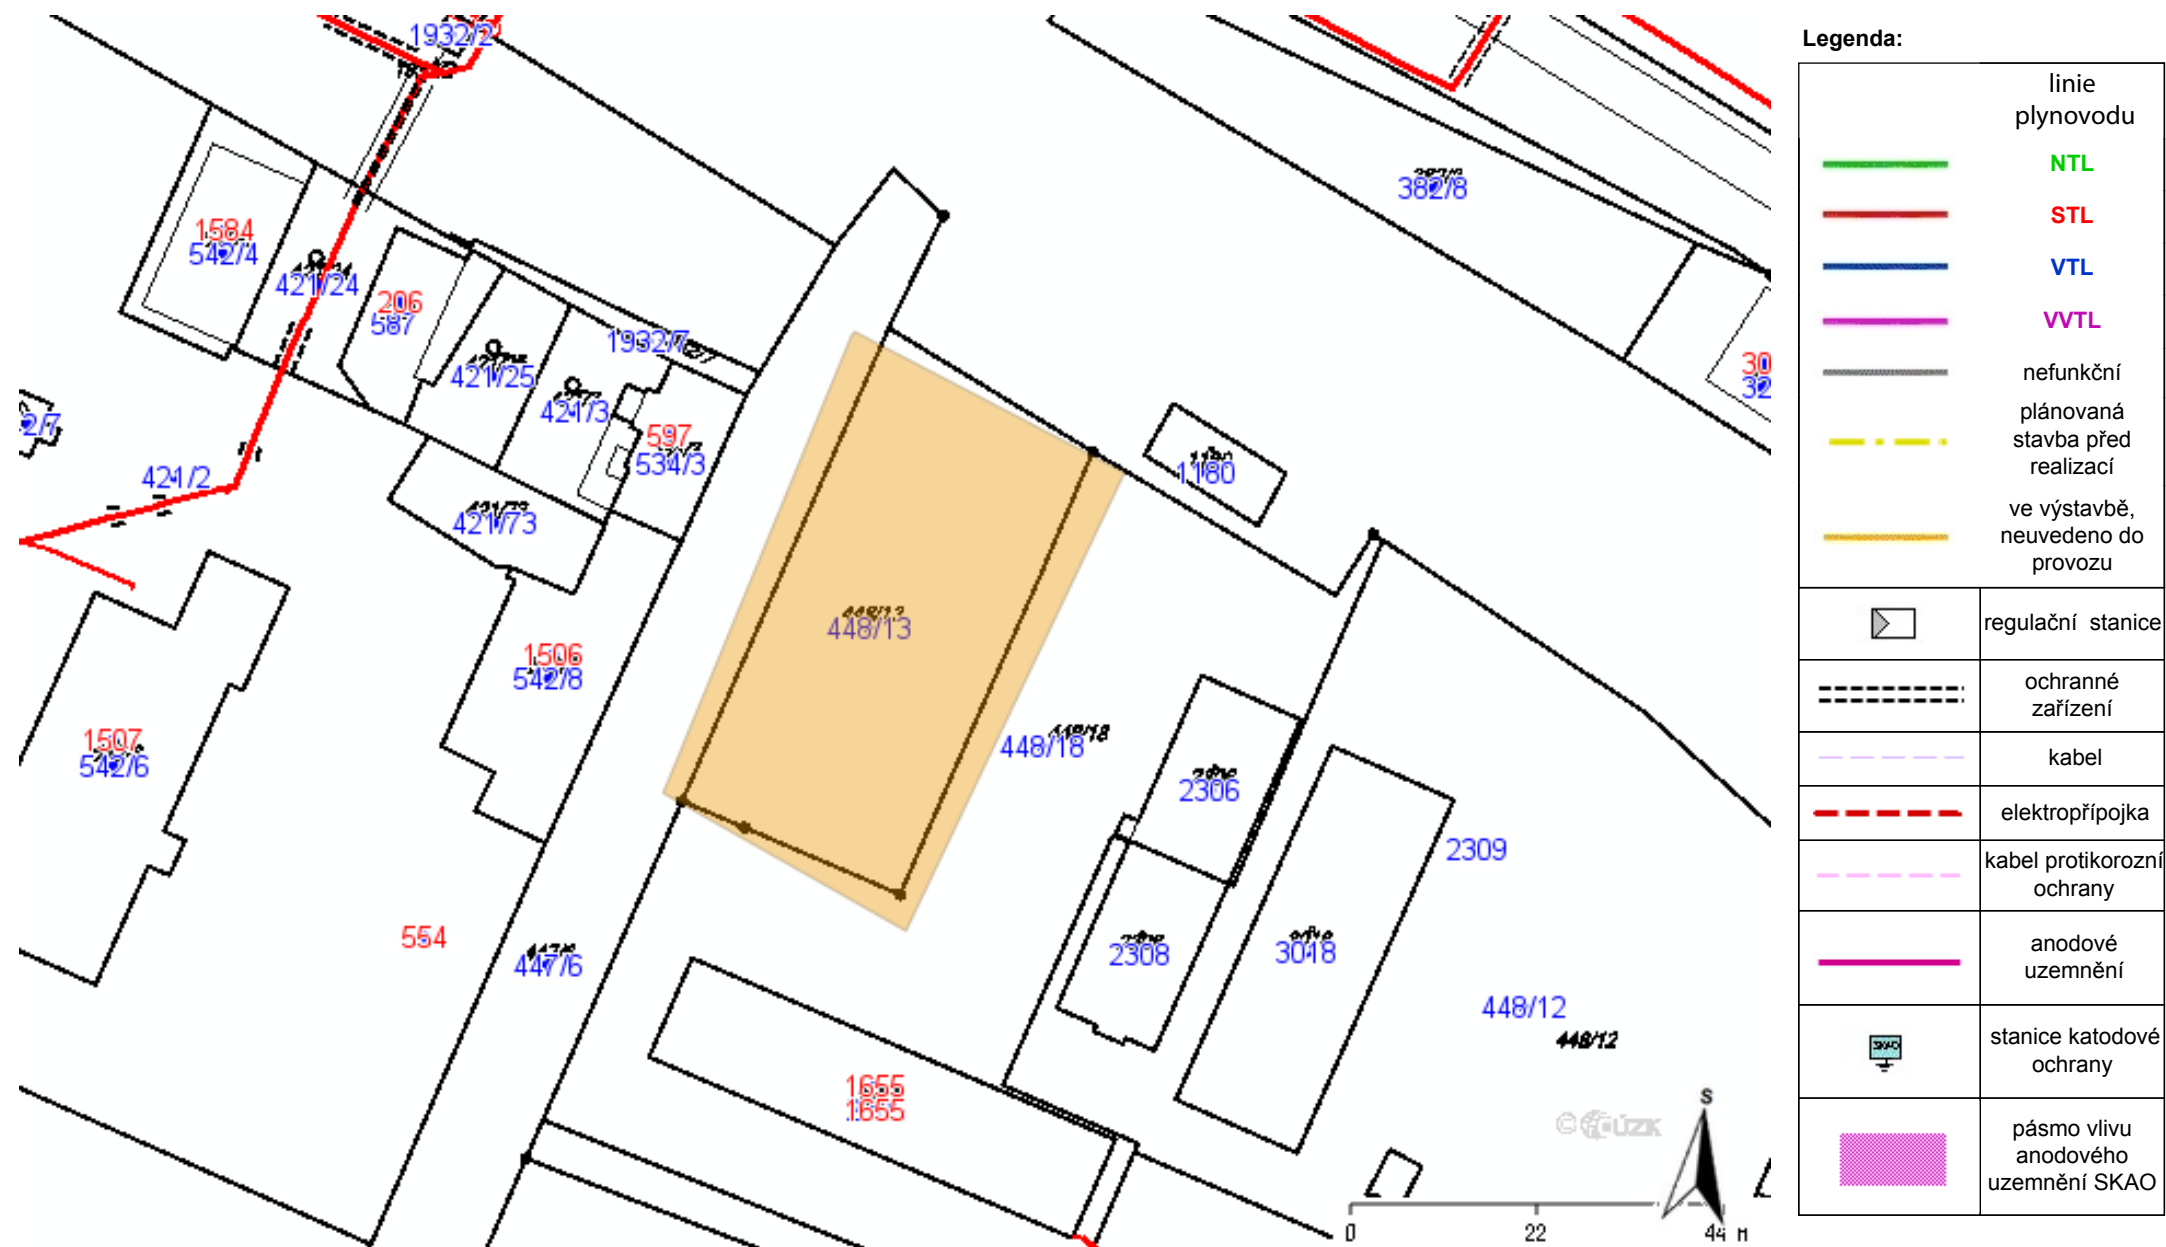 1932/2
382/8
1584
542/4
421/24
206
587
1932/7
421/25
421/3
597
534/3
421/2
421/73
1180
448/13
1506
542/8
1507
542/6
448/18
448/18
2306
2309
554
447/6
2308
3018
448/12
448/12
1655
1655
S
0
22
44 M
Legenda:
linie
plynovodu
NTL
STL
VTL
VVTL
nefunkční
plánovaná
stavba před
realizací
ve výstavbě,
neuvedeno do
provozu
regulační stanice
ochranné
zařízení
kabel
elektropřípojka
kabel protikorozní
ochrany
anodové
uzemnění
SKAO
stanice katodové
ochrany
pásmo vlivu
anodového
uzemnění SKAO